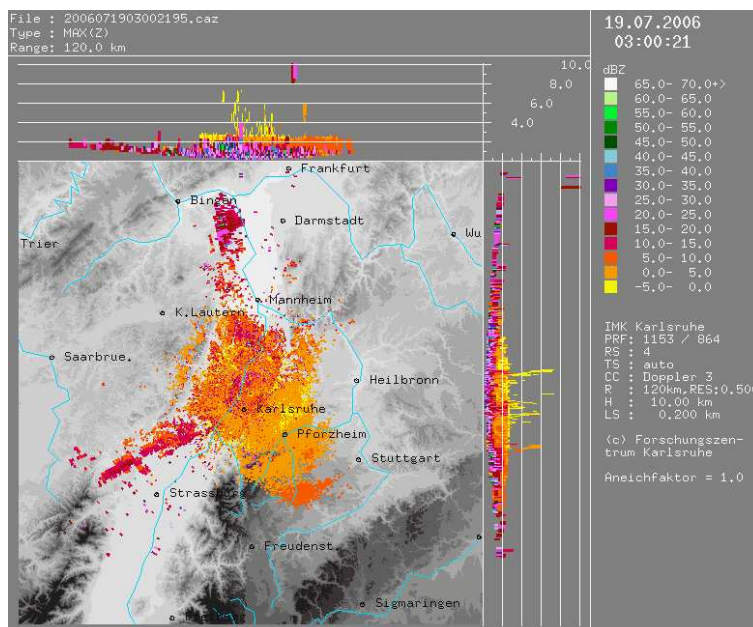 File : 2006071903002195.caz
Type : MAX(Z)
Range: 120.0 km
19.07.2006
03:00:21
10.0
8.0
6.0
4.0
dBZ
65.0- 70.0+>
60.0- 65.0
55.0- 60.0
50.0- 55.0
45.0- 50.0
40.0- 45.0
35.0- 40.0
30.0- 35.0
25.0- 30.0
20.0- 25.0
15.0- 20.0
10.0- 15.0
5.0- 10.0
0.0- 5.0
-5.0- 0.0
Frankfurt
Bingen
Darmstadt
Trier
Wu
Mannheim
K.Lautern
Saarbrue.
Heilbronn
Karlsruhe
Pforzheim
Stuttgart
Strassburg
Freudenst.
Sigmaringen
IMK Karlsruhe
PRF: 1153 / 864
RS : 4
TS : auto
CC : Doppler 3
R : 120km,RES:0.50
H : 10.00 km
LS : 0.200 km
(c) Forschungszen-
trum Karlsruhe
Aneichfaktor = 1.0